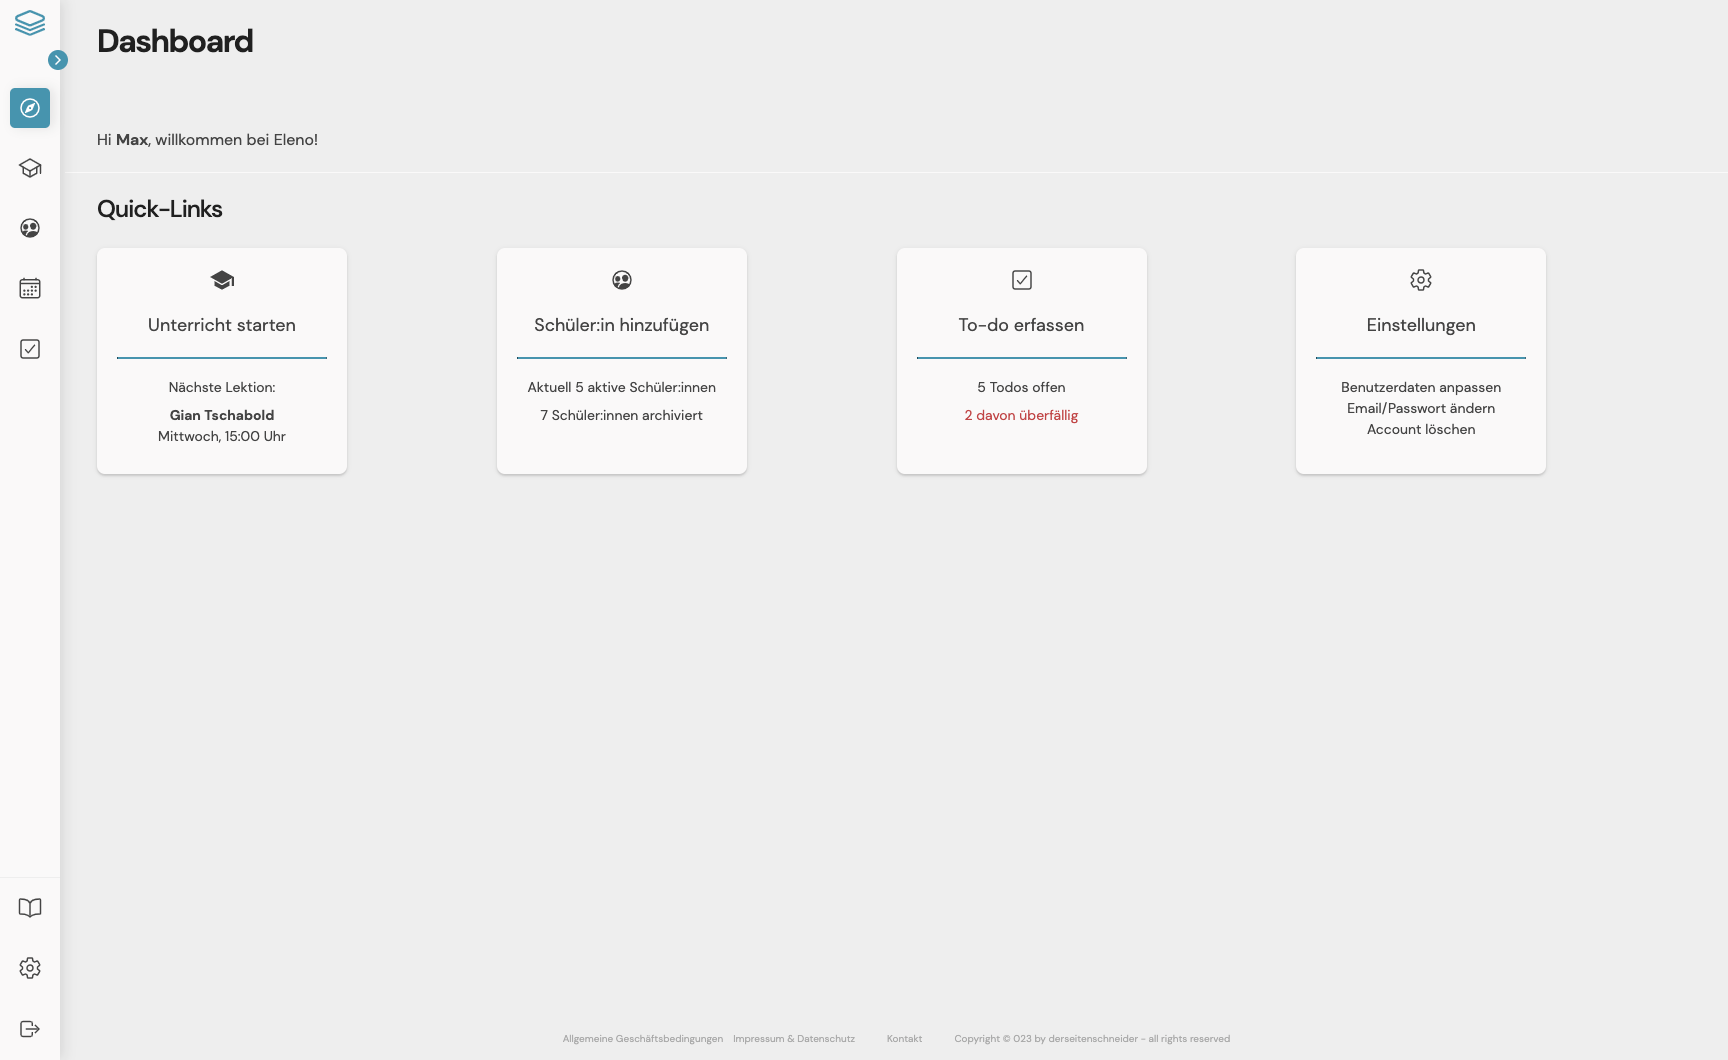 Dashboard
Hi Max, willkommen bei Eleno!
Quick-Links
Unterricht starten
Nächste Lektion:
Gian Tschabold
Mittwoch, 15:00 Uhr
Schüler:in hinzufügen
Aktuell 5 aktive Schüler:innen
7 Schüler:innen archiviert
To-do erfassen
5 Todos offen
2 davon überfällig
Einstellungen
Benutzerdaten anpassen
Email/Passwort ändern
Account löschen
Allgemeine Geschäftsbedingungen Impressum & Datenschutz Kontakt Copyright © 023 by derseitenschneider - all rights reserved